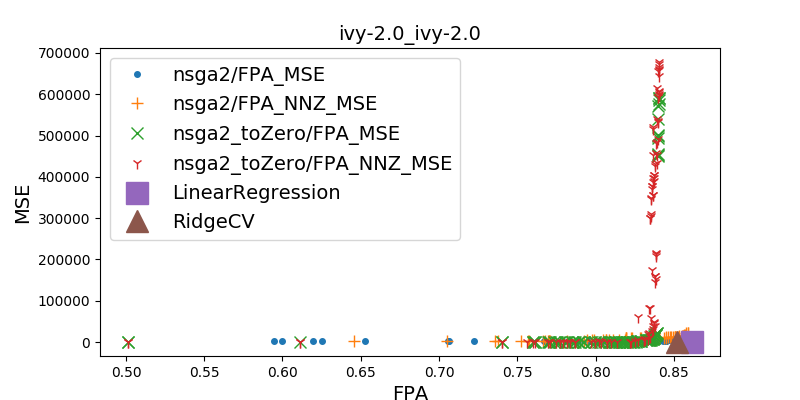 ivy-2.0_ivy-2.0
700000
600000
500000
400000
300000
200000
100000
0
MSE
nsga2/FPA_MSE
nsga2/FPA_NNZ_MSE
nsga2_toZero/FPA_MSE
nsga2_toZero/FPA_NNZ_MSE
LinearRegression
RidgeCV
0.50 0.55 0.60 0.65 0.70 0.75 0.80 0.85
FPA